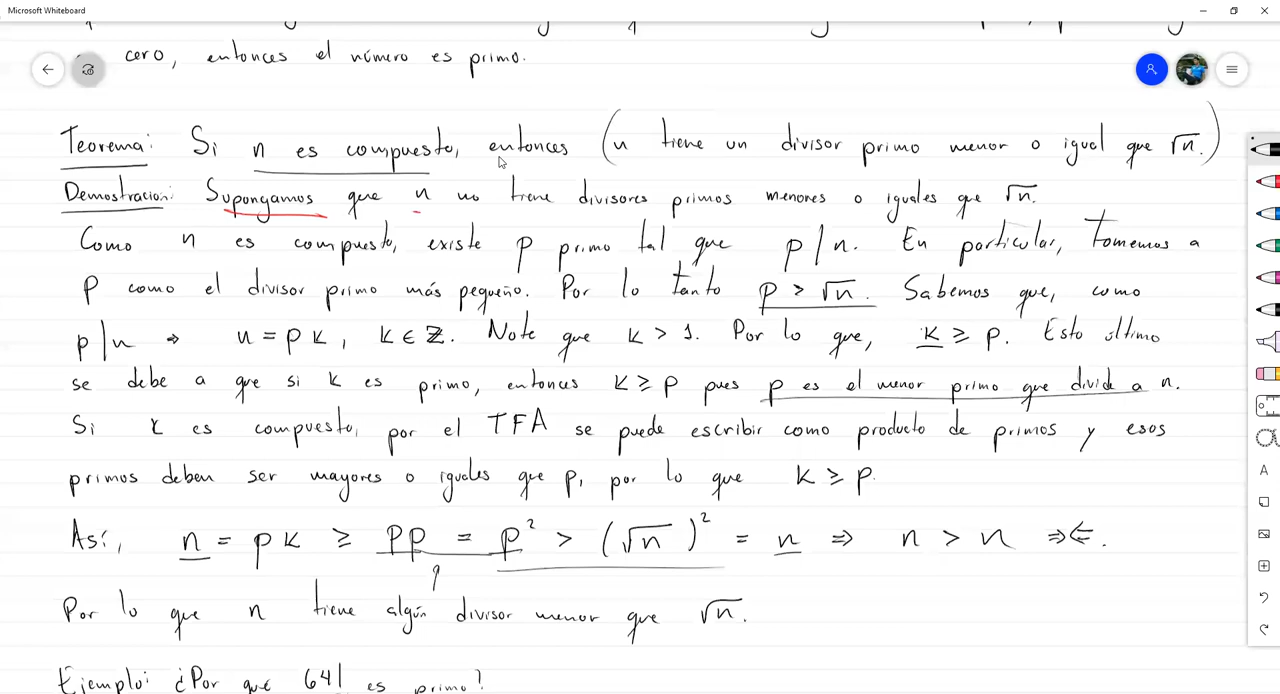 Microsoft Whiteboard
cero, entonces el número es primo.
Teorema: Si n es compuesto, entonces (n tiene un divisor primo menor o igual que √n.)
Demostración: Supongamos que n no tiene divisores primos menores o iguales que √n.
Como n es compuesto, existe p primo tal que p | n. En particular, tomemos a
p como el divisor primo más pequeño. Por lo tanto p > √n. Sabemos que, como
p | n ⇒ n = p k, k ∈ ℤ. Note que k > 1. Por lo que, k ≥ p. Esto último
se debe a que si k es primo, entonces k ≥ p pues p es el menor primo que divide a n.
Si k es compuesto, por el TFA se puede escribir como producto de primos y esos
primos deben ser mayores o iguales que p, por lo que k ≥ p.
Así, n = p k ≥ p p = p² > (√n)² = n ⇒ n > n ⇒⇐.
Por lo que n tiene algún divisor menor que √n.
Ejemplo: ¿Por que 641 es primo?
A